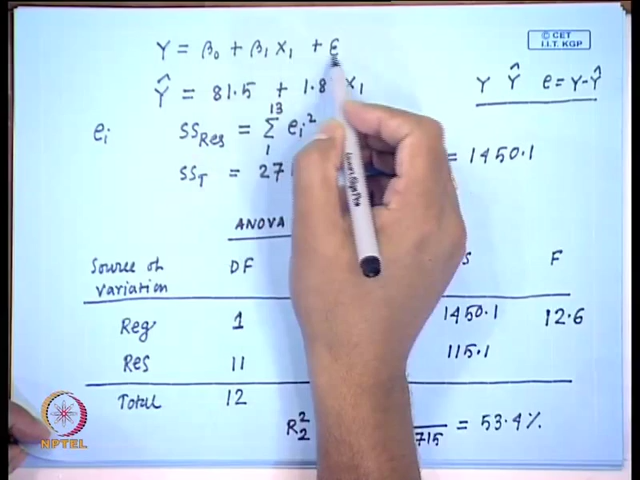 Y = β₀ + β₁ X₁ + ϵ
© CET
I.I.T. KGP
Ŷ = 81.5 + 1.8 X₁
Y Ŷ e = Y-Ŷ
eᵢ SS_Res = Σ₁¹³ eᵢ²
SS_T = 27 = 1450.1
ANOVA
Source of variation DF F
Reg 1 1450.1 12.6
Res 11 115.1
Total 12
R₂² 715 = 53.4%.
NPTEL